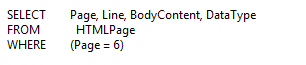 SELECT Page, Line, BodyContent, DataType
FROM HTMLPage
WHERE (Page = 6)